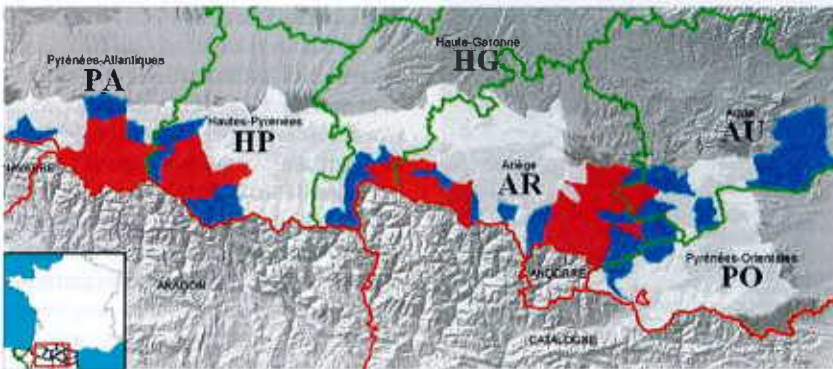 Haute-Garonne
HG
Pyrénées-Atlantiques
PA
Hautes-Pyrénées
HP
Aude
AU
Ariège
AR
NAVARRE
Pyrénées-Orientales
PO
ANDORRE
ARAGON
CATALOGNE